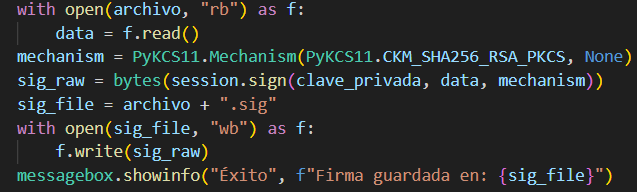 with open(archivo, "rb") as f:
    data = f.read()
mechanism = PyKCS11.Mechanism(PyKCS11.CKM_SHA256_RSA_PKCS, None)
sig_raw = bytes(session.sign(clave_privada, data, mechanism))
sig_file = archivo + ".sig"
with open(sig_file, "wb") as f:
    f.write(sig_raw)
messagebox.showinfo("Éxito", f"Firma guardada en: {sig_file}")